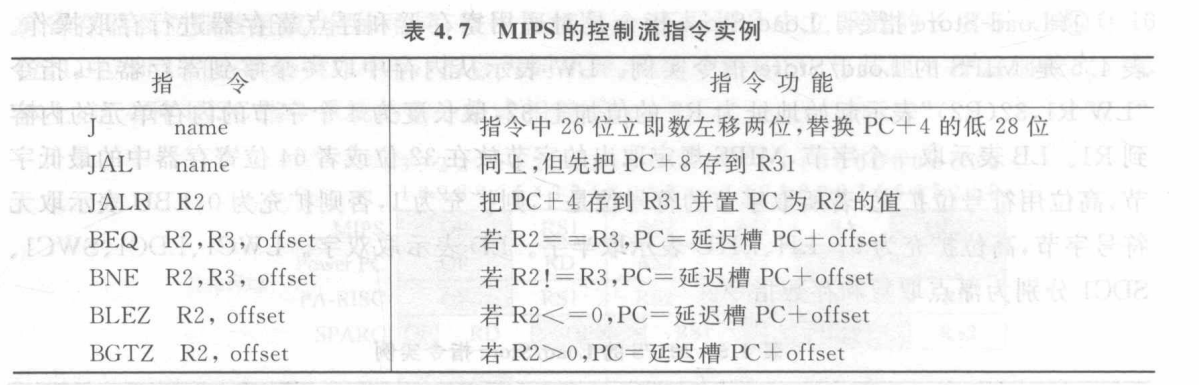 表 4.7 MIPS 的控制流指令实例
指 令 指 令 功 能
J name 指令中 26 位立即数左移两位,替换 PC+4 的低 28 位
JAL name 同上,但先把 PC+8 存到 R31
JALR R2 把 PC+4 存到 R31 并置 PC 为 R2 的值
BEQ R2,R3,offset 若 R2==R3,PC=延迟槽 PC+offset
BNE R2,R3,offset 若 R2!=R3,PC=延迟槽 PC+offset
BLEZ R2,offset 若 R2<=0,PC=延迟槽 PC+offset
BGTZ R2,offset 若 R2>0,PC=延迟槽 PC+offset